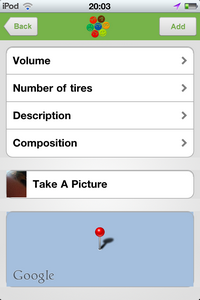 iPod 20:03
Back Add
Volume
Number of tires
Description
Composition
Take A Picture
Google